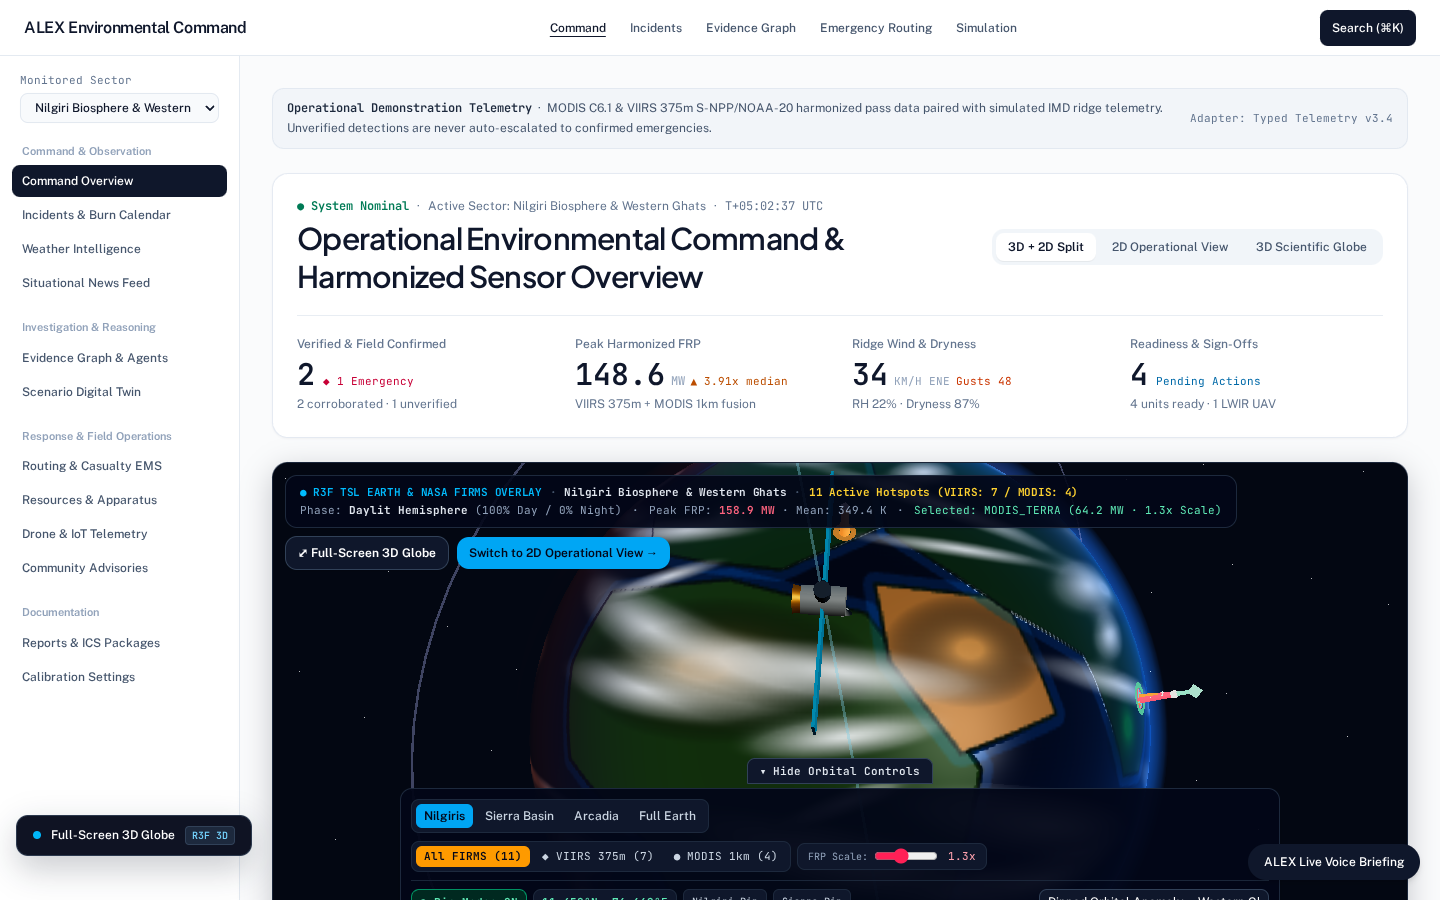 ALEX Environmental Command
Command
Incidents
Evidence Graph
Emergency Routing
Simulation
Search (⌘K)
Monitored Sector
Nilgiri Biosphere & Western
Command & Observation
Command Overview
Incidents & Burn Calendar
Weather Intelligence
Situational News Feed
Investigation & Reasoning
Evidence Graph & Agents
Scenario Digital Twin
Response & Field Operations
Routing & Casualty EMS
Resources & Apparatus
Drone & IoT Telemetry
Community Advisories
Documentation
Reports & ICS Packages
Calibration Settings
Full-Screen 3D Globe R3F 3D
Operational Demonstration Telemetry · MODIS C6.1 & VIIRS 375m S-NPP/NOAA-20 harmonized pass data paired with simulated IMD ridge telemetry.
Unverified detections are never auto-escalated to confirmed emergencies.
Adapter: Typed Telemetry v3.4
● System Nominal · Active Sector: Nilgiri Biosphere & Western Ghats · T+05:02:37 UTC
Operational Environmental Command &
Harmonized Sensor Overview
3D + 2D Split
2D Operational View
3D Scientific Globe
Verified & Field Confirmed
2 ◆ 1 Emergency
2 corroborated · 1 unverified
Peak Harmonized FRP
148.6 MW ▲ 3.91x median
VIIRS 375m + MODIS 1km fusion
Ridge Wind & Dryness
34 KM/H ENE Gusts 48
RH 22% · Dryness 87%
Readiness & Sign-Offs
4 Pending Actions
4 units ready · 1 LWIR UAV
● R3F TSL EARTH & NASA FIRMS OVERLAY · Nilgiri Biosphere & Western Ghats · 11 Active Hotspots (VIIRS: 7 / MODIS: 4)
Phase: Daylit Hemisphere (100% Day / 0% Night) · Peak FRP: 158.9 MW · Mean: 349.4 K · Selected: MODIS_TERRA (64.2 MW · 1.3x Scale)
⤢ Full-Screen 3D Globe
Switch to 2D Operational View →
▾ Hide Orbital Controls
Nilgiris
Sierra Basin
Arcadia
Full Earth
All FIRMS (11)
◆ VIIRS 375m (7)
● MODIS 1km (4)
FRP Scale: 1.3x
ALEX Live Voice Briefing